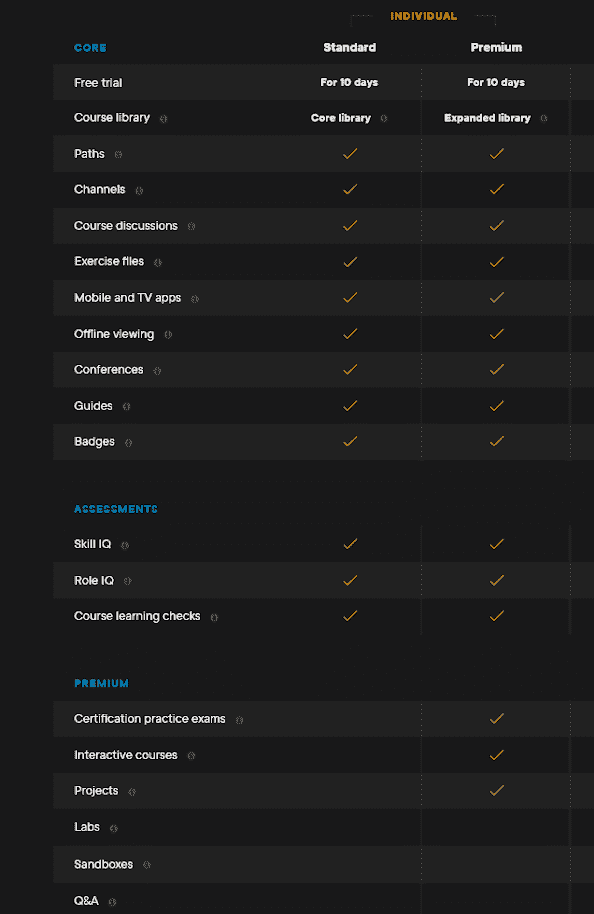 INDIVIDUAL
CORE Standard Premium
Free trial For 10 days For 10 days
Course library Core library Expanded library
Paths
Channels
Course discussions
Exercise files
Mobile and TV apps
Offline viewing
Conferences
Guides
Badges
ASSESSMENTS
Skill IQ
Role IQ
Course learning checks
PREMIUM
Certification practice exams
Interactive courses
Projects
Labs
Sandboxes
Q&A